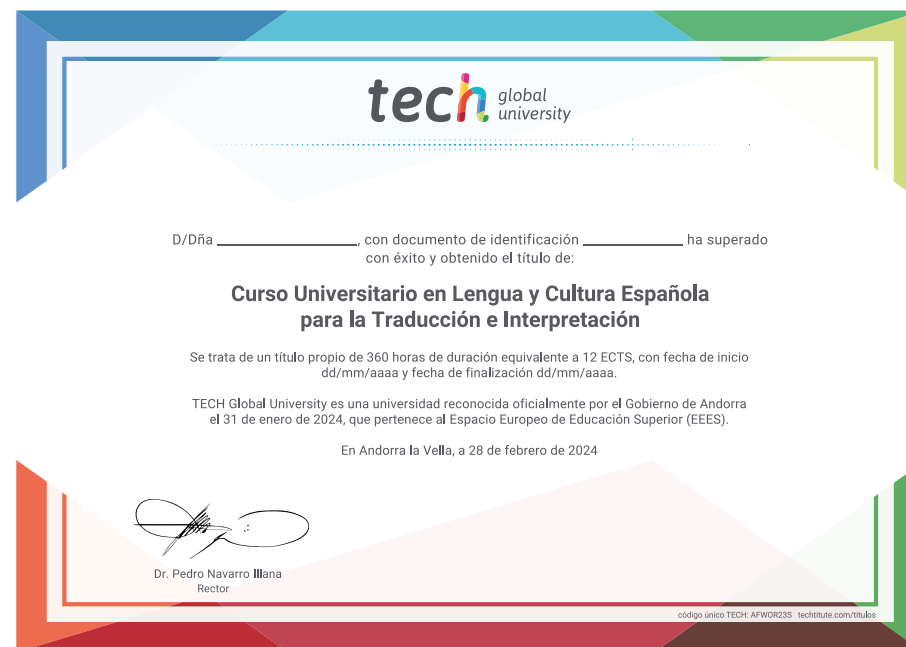 tech global university
D/Dña ____________, con documento de identificación ____________ ha superado
con éxito y obtenido el título de:
Curso Universitario en Lengua y Cultura Española
para la Traducción e Interpretación
Se trata de un título propio de 360 horas de duración equivalente a 12 ECTS, con fecha de inicio
dd/mm/aaaa y fecha de finalización dd/mm/aaaa.
TECH Global University es una universidad reconocida oficialmente por el Gobierno de Andorra
el 31 de enero de 2024, que pertenece al Espacio Europeo de Educación Superior (EEES).
En Andorra la Vella, a 28 de febrero de 2024
Dr. Pedro Navarro Illana
Rector
código único TECH: AFWOR23S techtitute.com/titulos